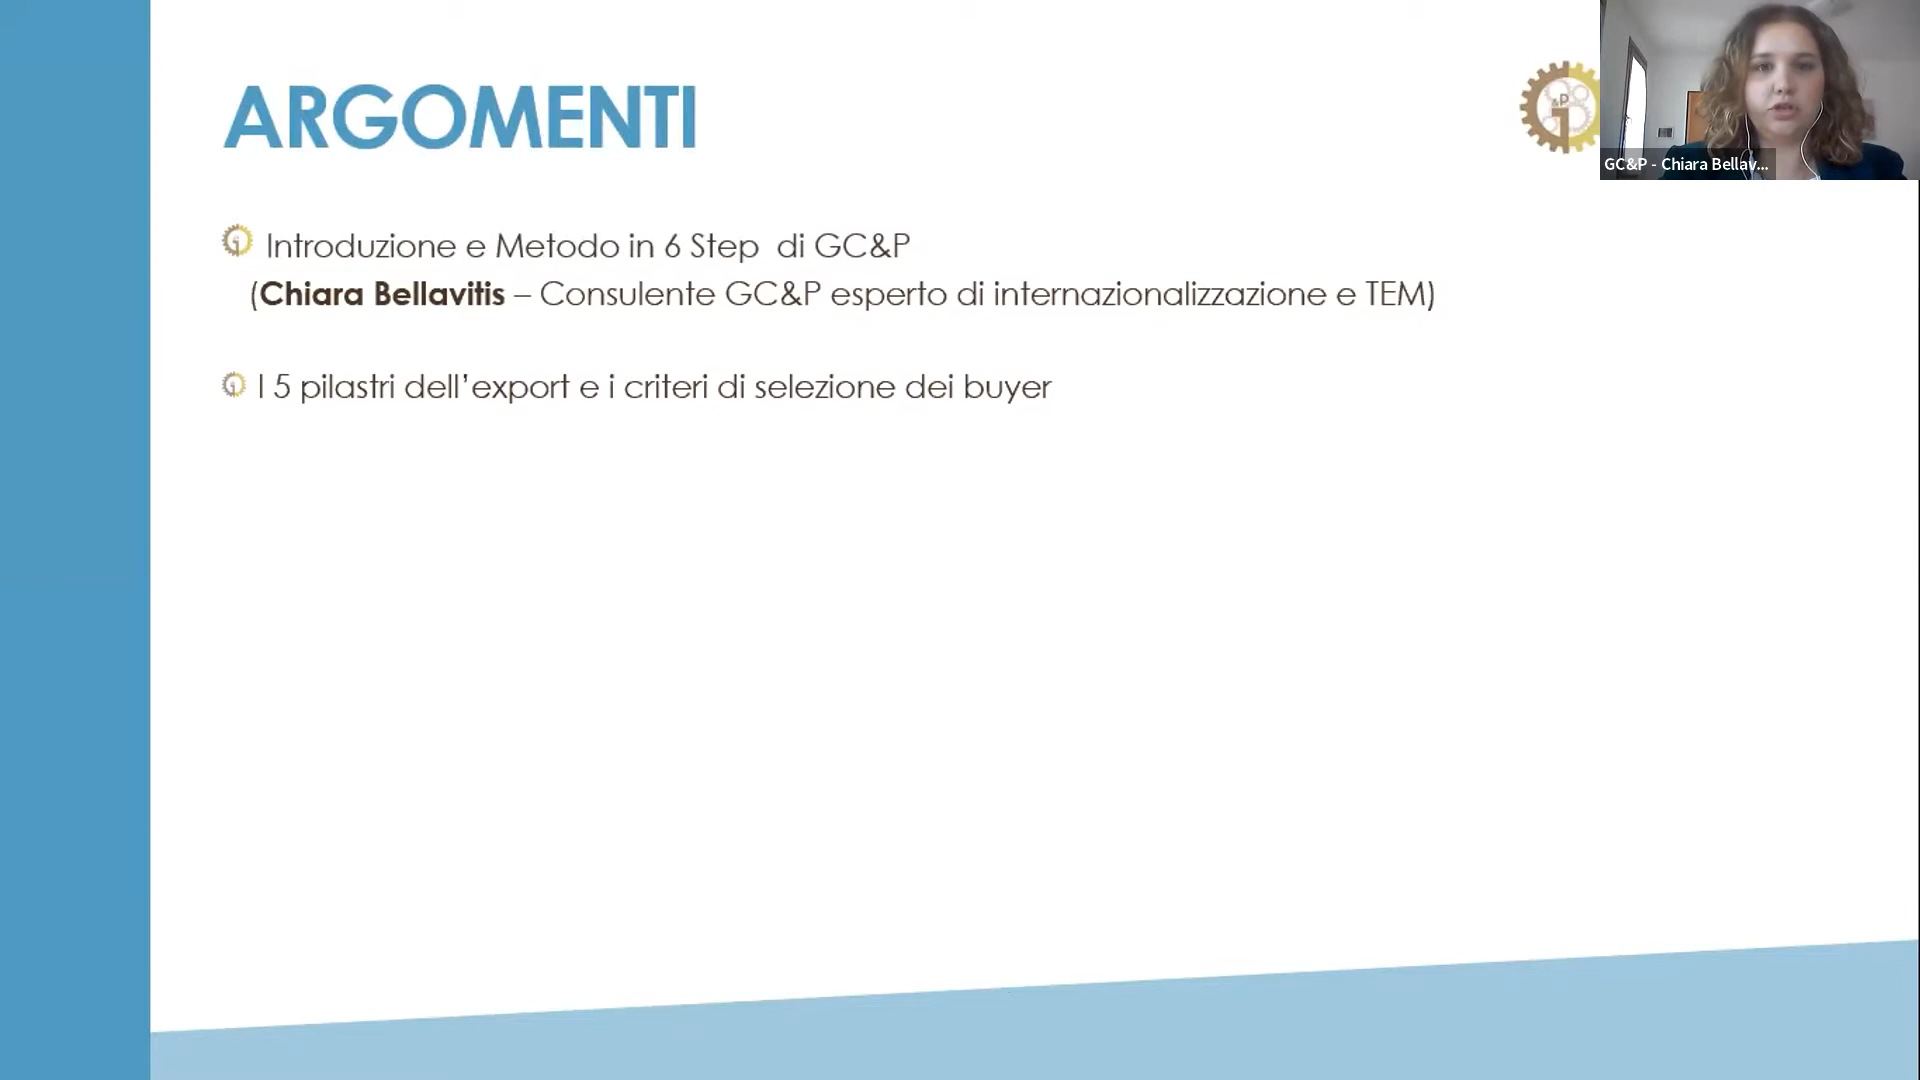 ARGOMENTI
GC&P - Chiara Bellav...
Introduzione e Metodo in 6 Step di GC&P
(Chiara Bellavitis – Consulente GC&P esperto di internazionalizzazione e TEM)
I 5 pilastri dell’export e i criteri di selezione dei buyer